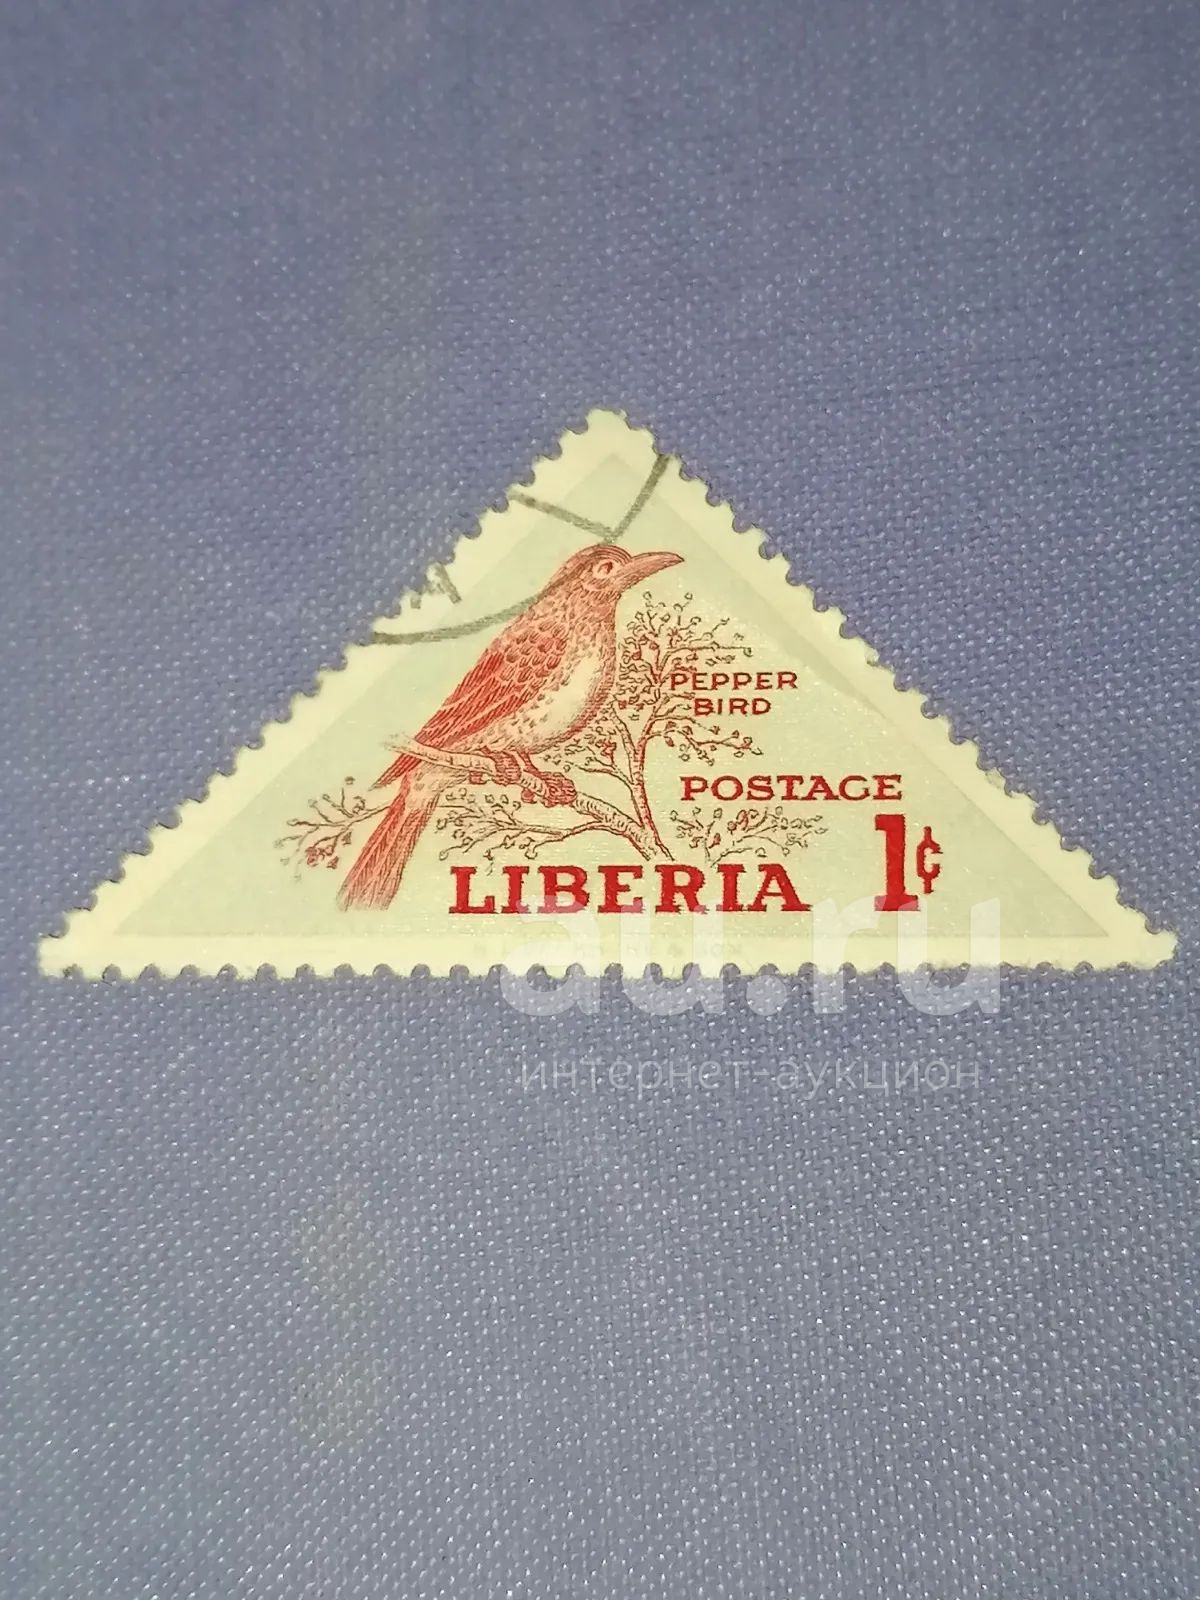 PEPPER
BIRD
POSTAGE
LIBERIA 1¢
au.ru
интернет-аукцион